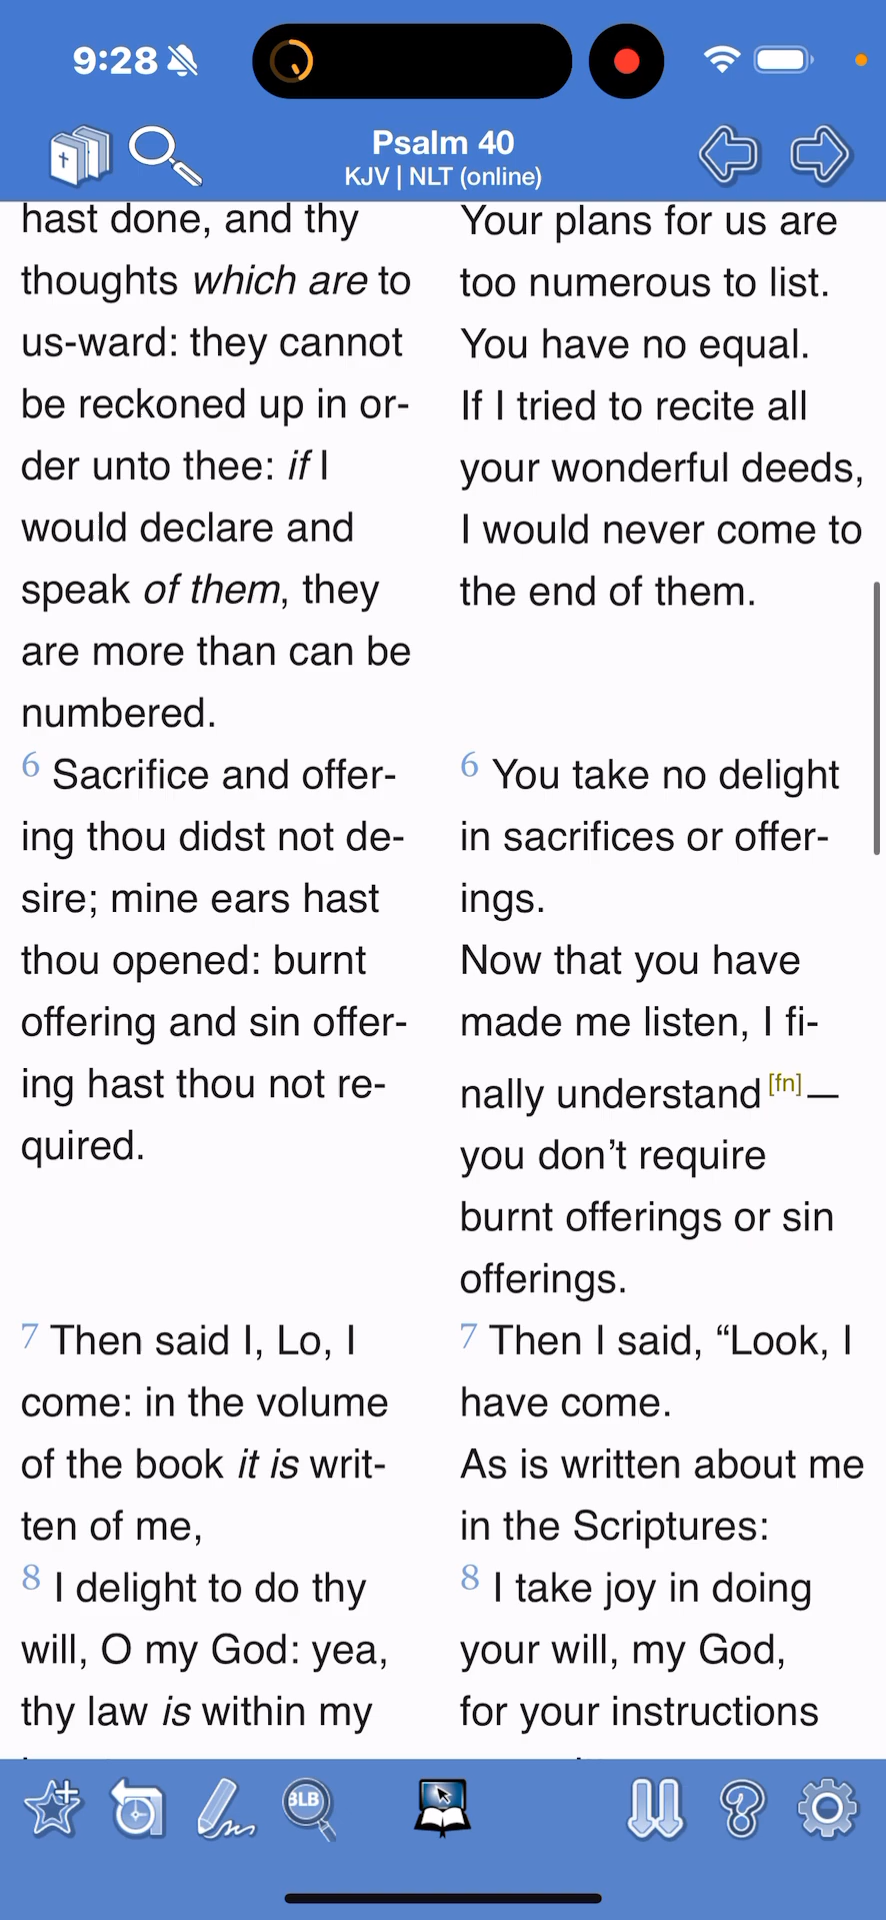 9:28
Psalm 40
KJV | NLT (online)
hast done, and thy
thoughts which are to
us-ward: they cannot
be reckoned up in or-
der unto thee: if I
would declare and
speak of them, they
are more than can be
numbered.
6 Sacrifice and offer-
ing thou didst not de-
sire; mine ears hast
thou opened: burnt
offering and sin offer-
ing hast thou not re-
quired.
7 Then said I, Lo, I
come: in the volume
of the book it is writ-
ten of me,
8 I delight to do thy
will, O my God: yea,
thy law is within my
Your plans for us are
too numerous to list.
You have no equal.
If I tried to recite all
your wonderful deeds,
I would never come to
the end of them.
6 You take no delight
in sacrifices or offer-
ings.
Now that you have
made me listen, I fi-
nally understand [fn]—
you don’t require
burnt offerings or sin
offerings.
7 Then I said, “Look, I
have come.
As is written about me
in the Scriptures:
8 I take joy in doing
your will, my God,
for your instructions
BLB